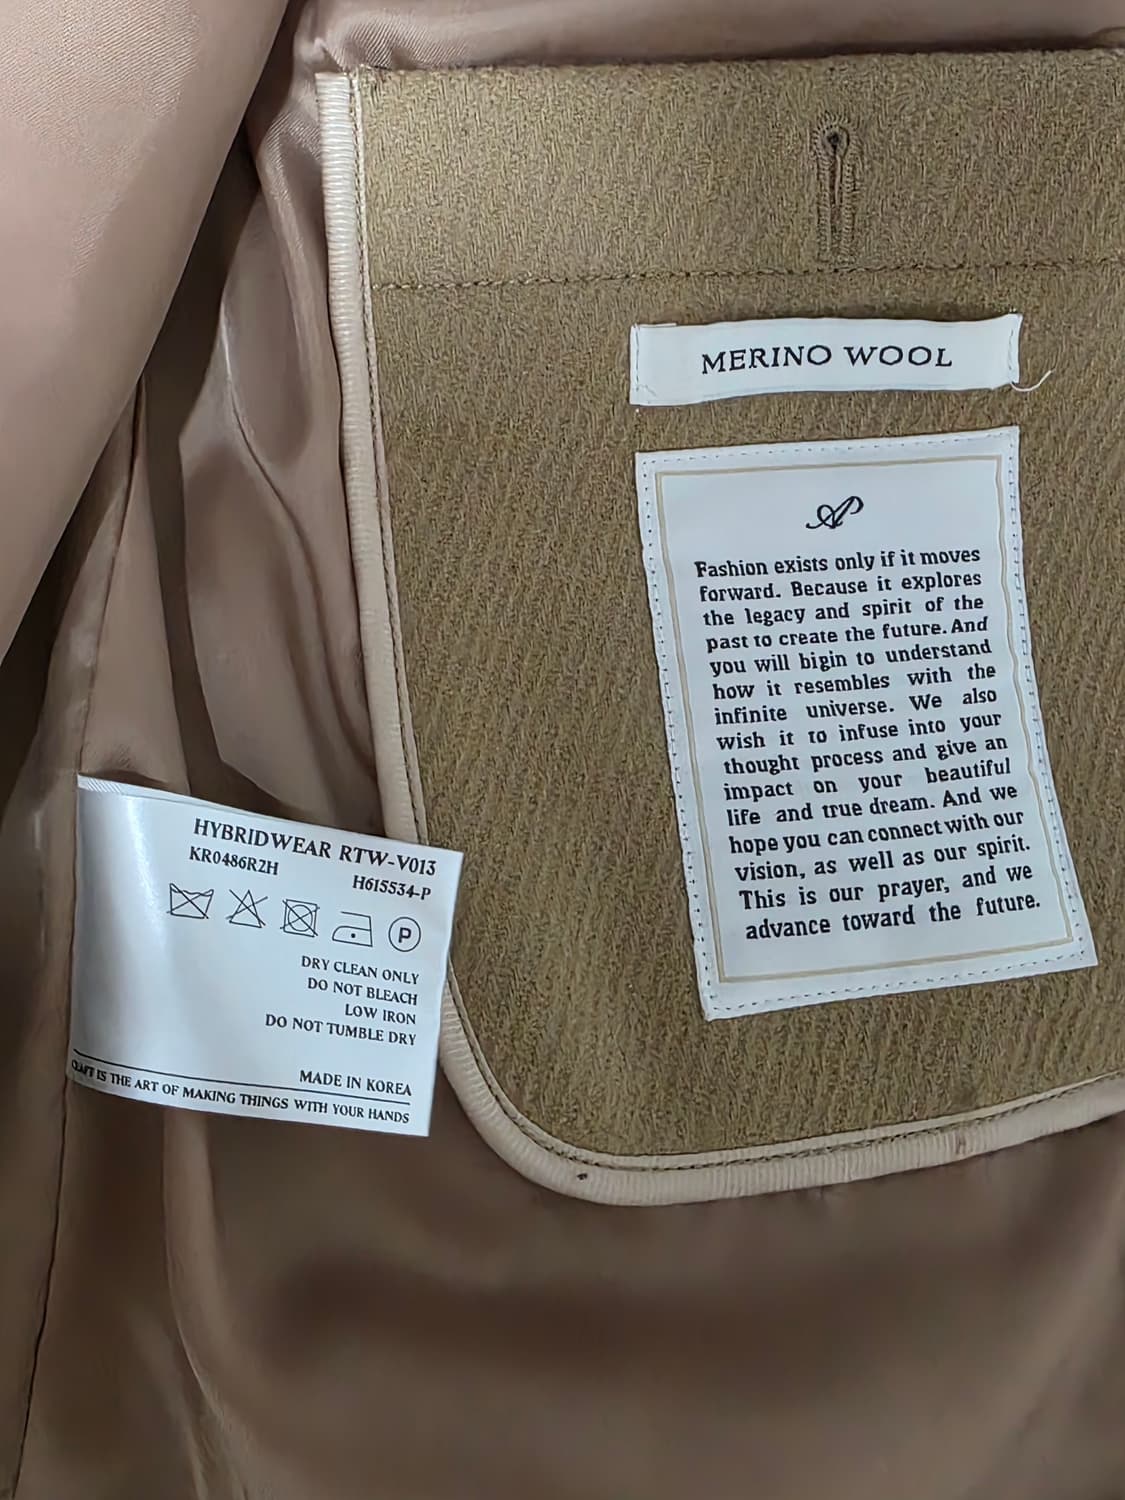 MERINO WOOL
AP
Fashion exists only if it moves
forward. Because it explores
the legacy and spirit of the
past to create the future. And
you will bigin to understand
how it resembles with the
infinite universe. We also
wish it to infuse into your
thought process and give an
impact on your beautiful
life and true dream. And we
hope you can connect with our
vision, as well as our spirit.
This is our prayer, and we
advance toward the future.
HYBRIDWEAR RTW-V013
KR0486R2H
H615534-P
P
DRY CLEAN ONLY
DO NOT BLEACH
LOW IRON
DO NOT TUMBLE DRY
MADE IN KOREA
CRAFT IS THE ART OF MAKING THINGS WITH YOUR HANDS